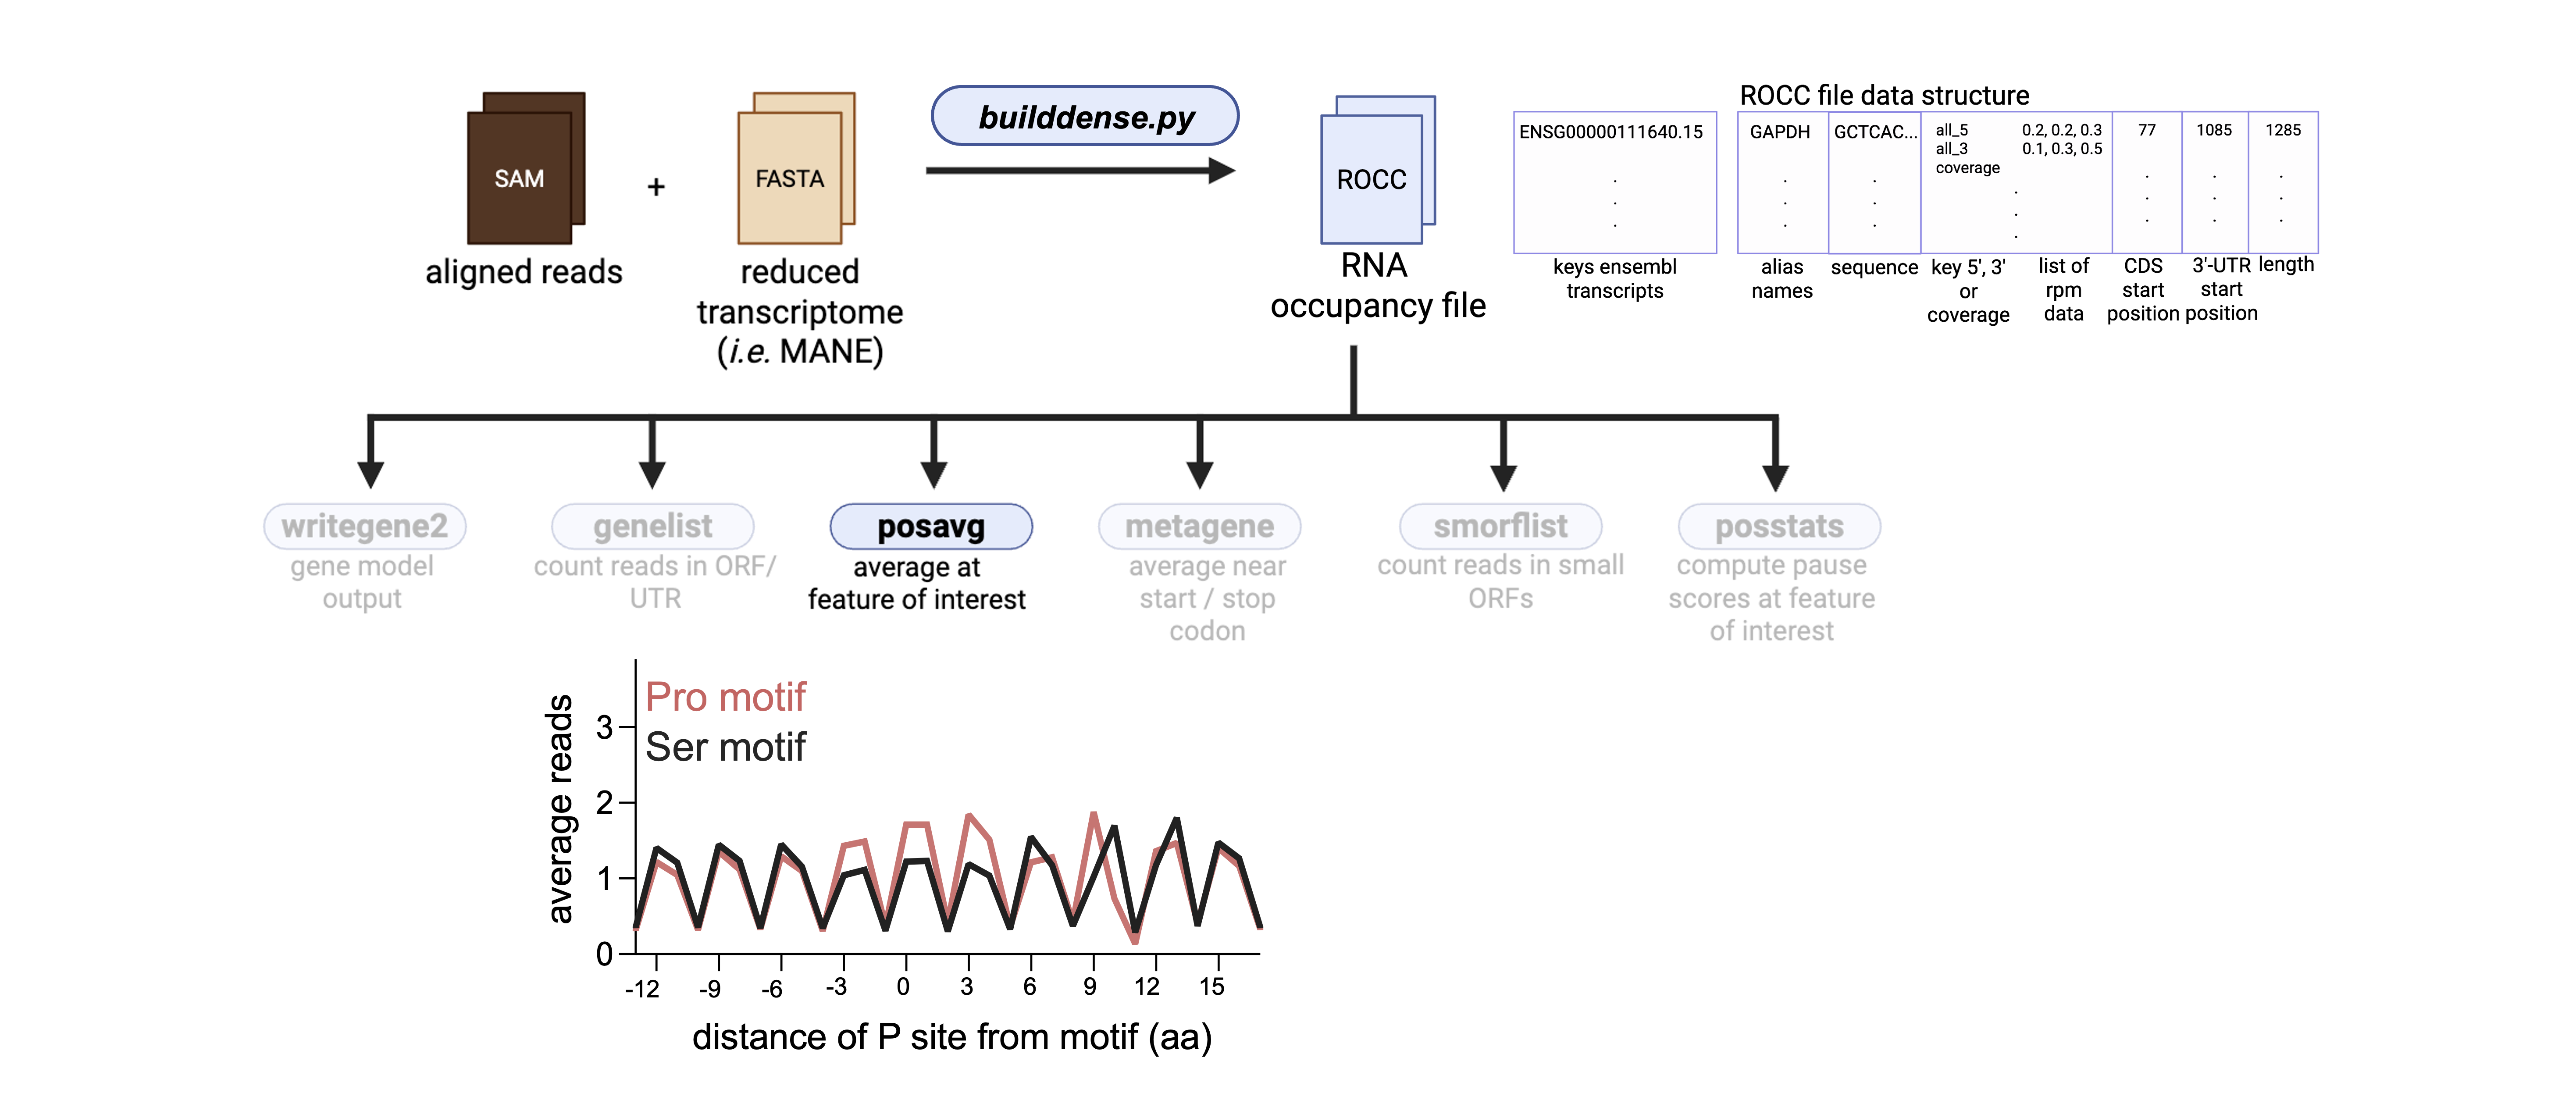 ROCC file data structure
builddense.py
SAM
+
FASTA
ROCC
aligned reads
reduced
transcriptome
(i.e. MANE)
RNA
occupancy file
ENSG00000111640.15
.
.
.
GAPDH
.
.
.
GCTCAC...
.
.
.
all_5 0.2, 0.2, 0.3
all_3 0.1, 0.3, 0.5
coverage
.
.
.
77
.
.
.
1085
.
.
.
1285
.
.
.
keys ensembl
transcripts
alias
names
sequence
key 5', 3'
or
coverage
list of
rpm
data
CDS
start
position
3'-UTR
start
position
length
writegene2
gene model
output
genelist
count reads in ORF/
UTR
posavg
average at
feature of interest
metagene
average near
start / stop
codon
smorflist
count reads in small
ORFs
posstats
compute pause
scores at feature
of interest
Pro motif
Ser motif
average reads
3
2
1
0
-12 -9 -6 -3 0 3 6 9 12 15
distance of P site from motif (aa)